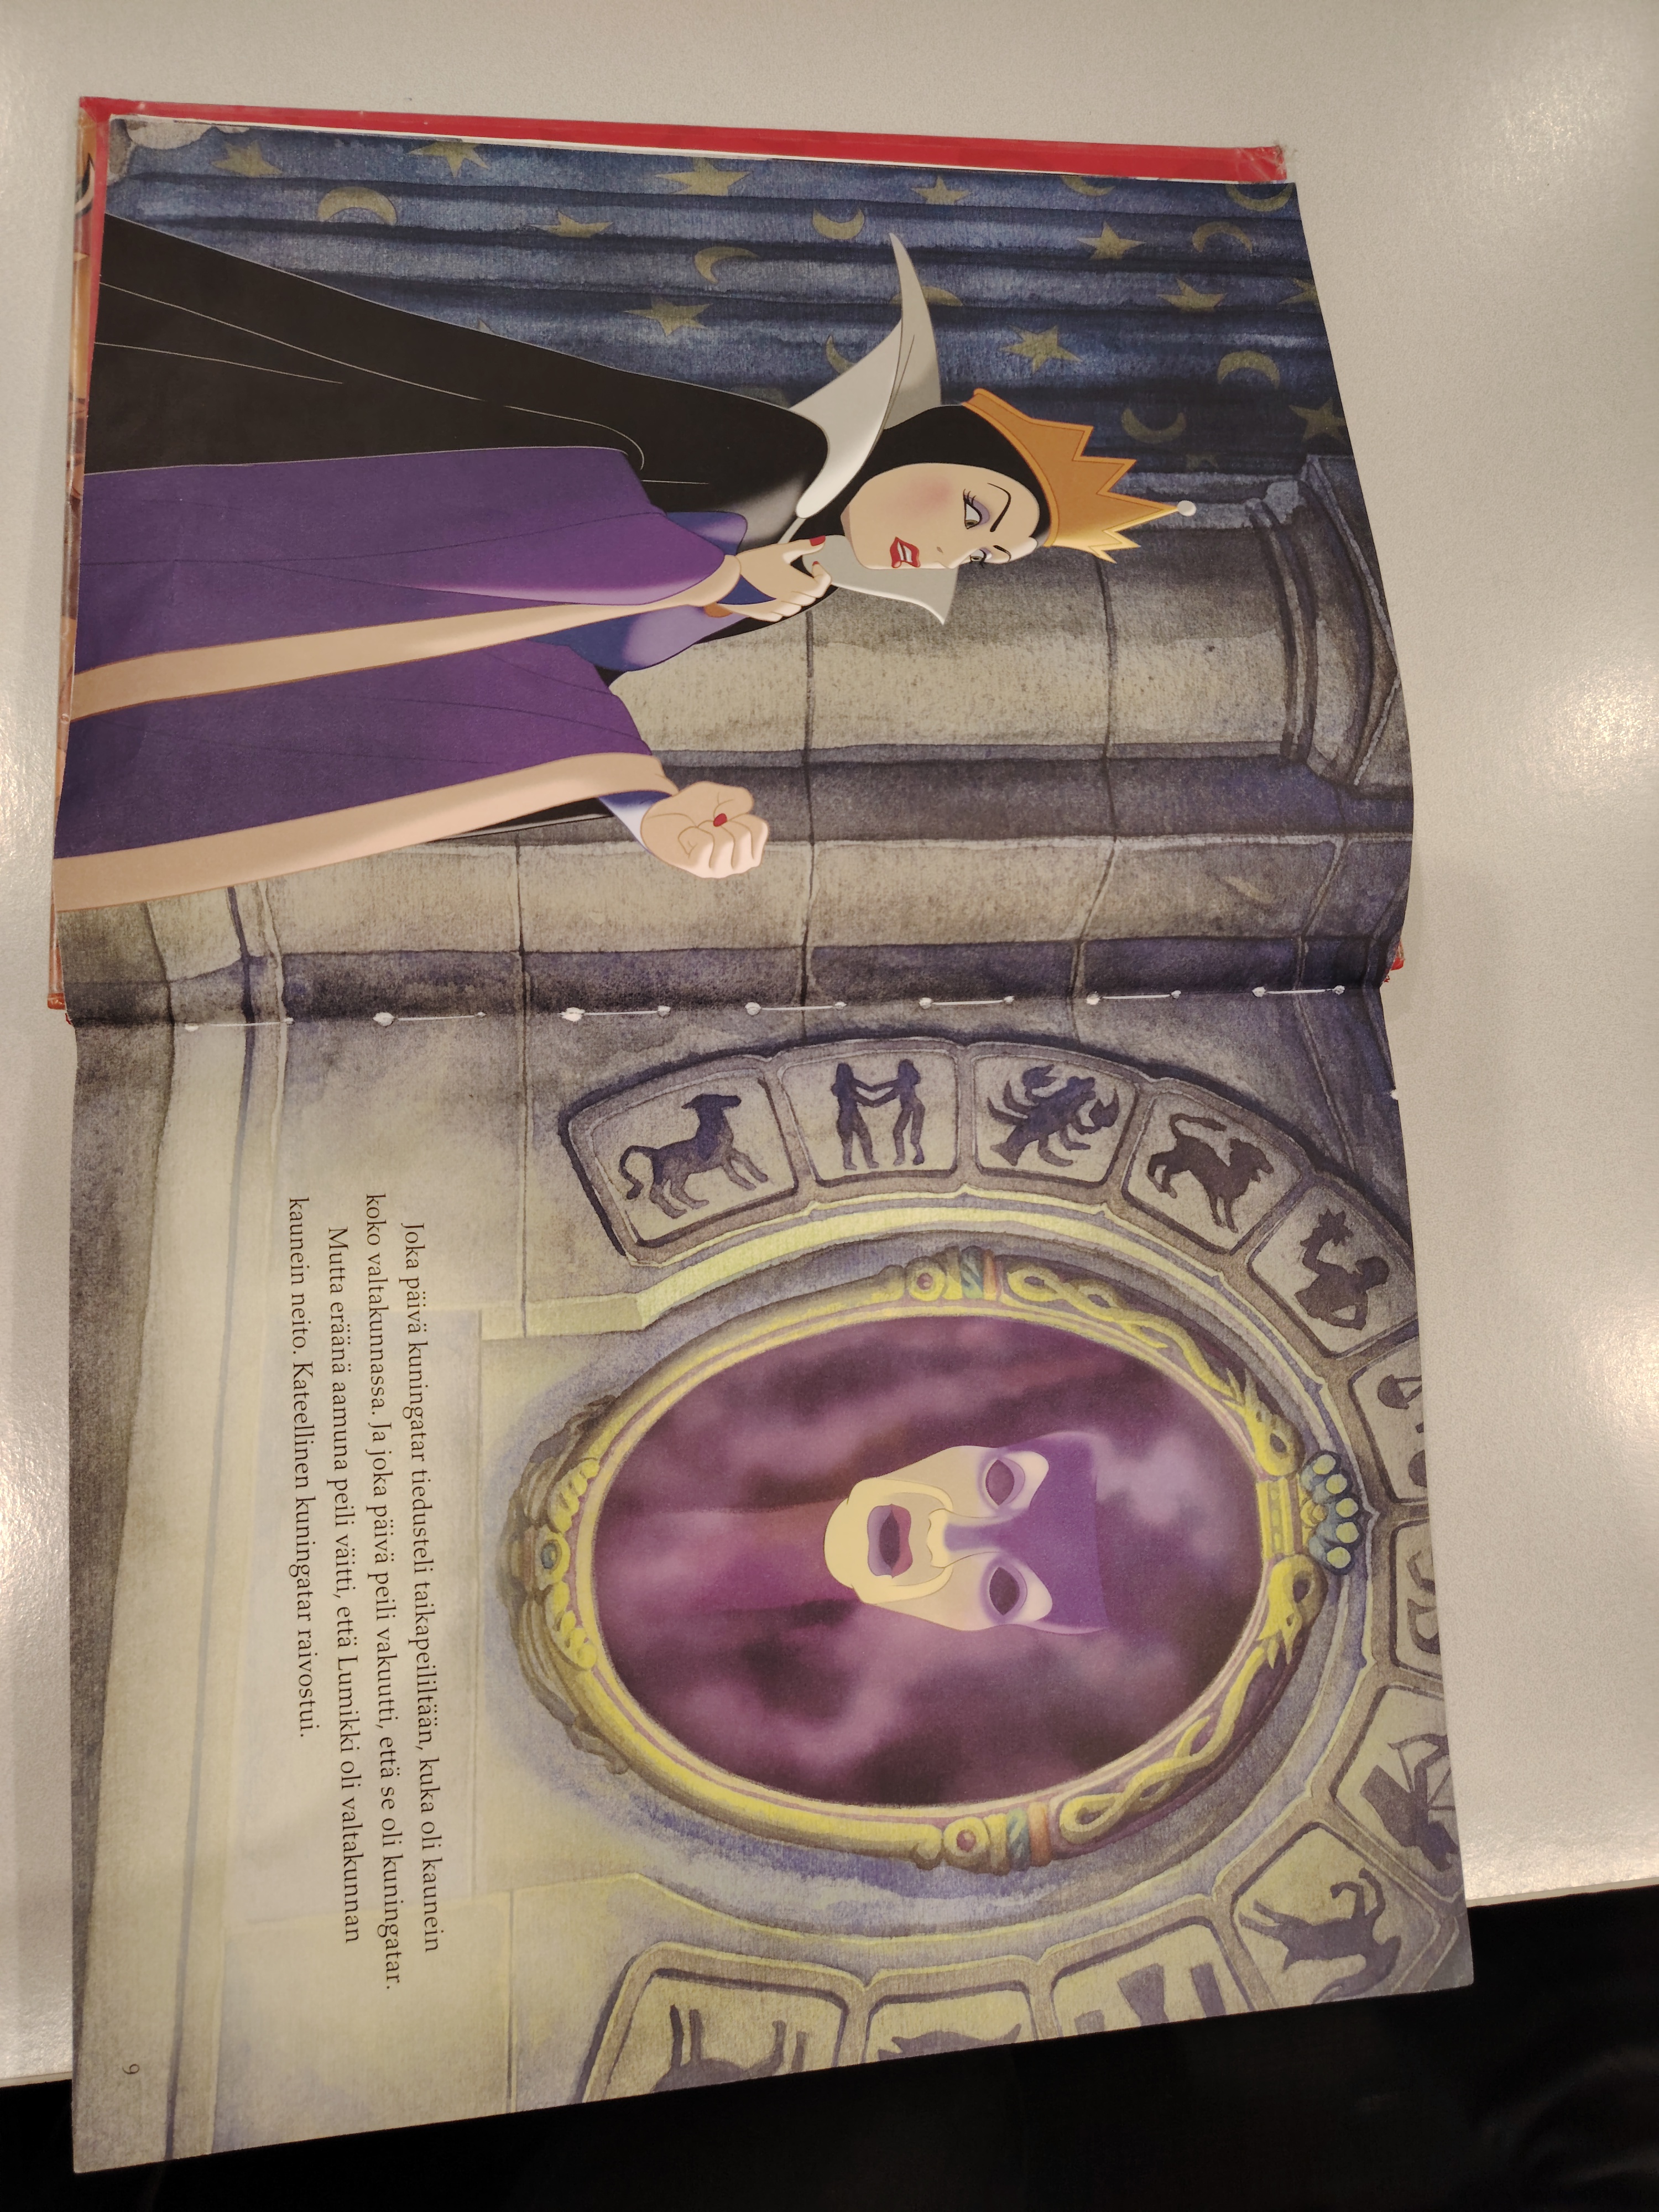 Joka päivä kuningatar tiedusteli taikapeililtään, kuka oli kaunein
koko valtakunnassa. Ja joka päivä peili vakuutti, että se oli kuningatar.
Mutta eräänä aamuna peili väitti, että Lumikki oli valtakunnan
kaunein neito. Kateellinen kuningatar raivostui.
9